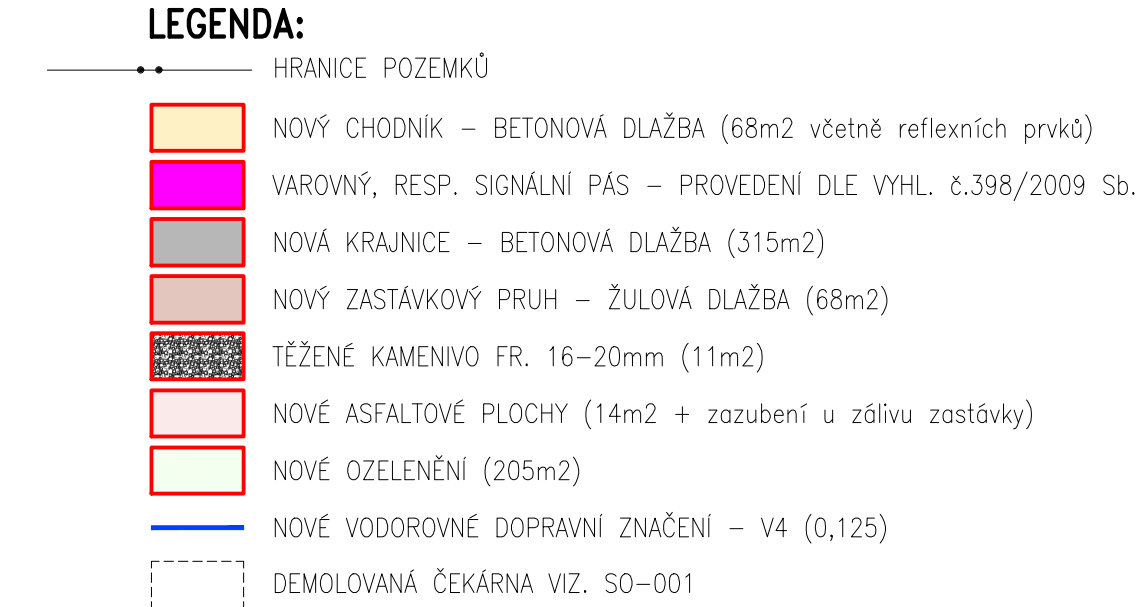 LEGENDA:
HRANICE POZEMKŮ
NOVÝ CHODNÍK – BETONOVÁ DLAŽBA (68m2 včetně reflexních prvků)
VAROVNÝ, RESP. SIGNÁLNÍ PÁS – PROVEDENÍ DLE VYHL. č.398/2009 Sb.
NOVÁ KRAJNICE – BETONOVÁ DLAŽBA (315m2)
NOVÝ ZASTÁVKOVÝ PRUH – ŽULOVÁ DLAŽBA (68m2)
TĚŽENÉ KAMENIVO FR. 16–20mm (11m2)
NOVÉ ASFALTOVÉ PLOCHY (14m2 + zazubení u zálivu zastávky)
NOVÉ OZELENĚNÍ (205m2)
NOVÉ VODOROVNÉ DOPRAVNÍ ZNAČENÍ – V4 (0,125)
DEMOLOVANÁ ČEKÁRNA VIZ. SO–001